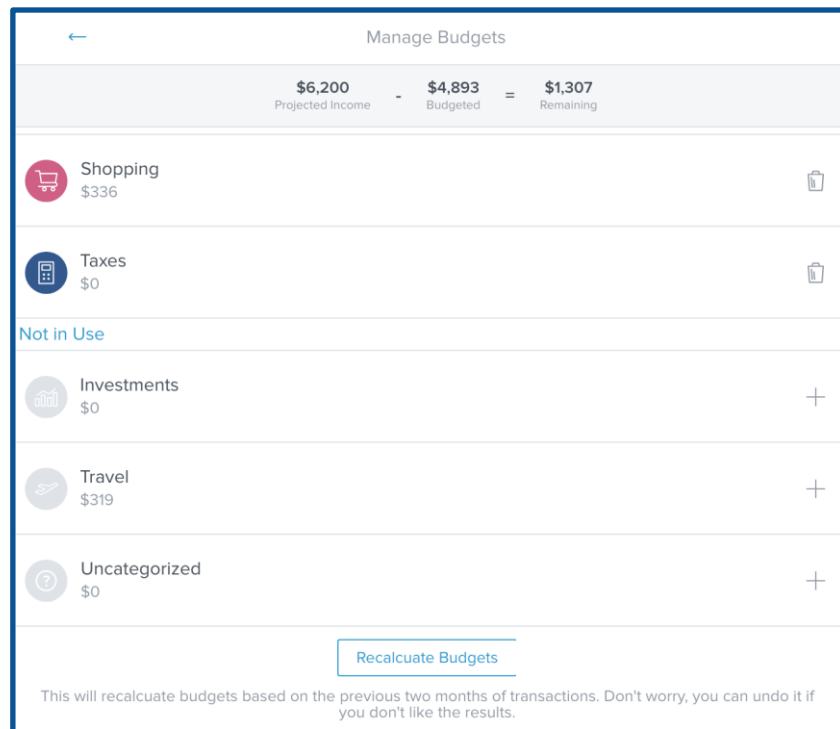 ← Manage Budgets
$6,200 - $4,893 = $1,307
Projected Income Budgeted Remaining
Shopping
$336
Taxes
$0
Not in Use
Investments
$0
Travel
$319
Uncategorized
$0
Recalcuate Budgets
This will recalcuate budgets based on the previous two months of transactions. Don't worry, you can undo it if
you don't like the results.